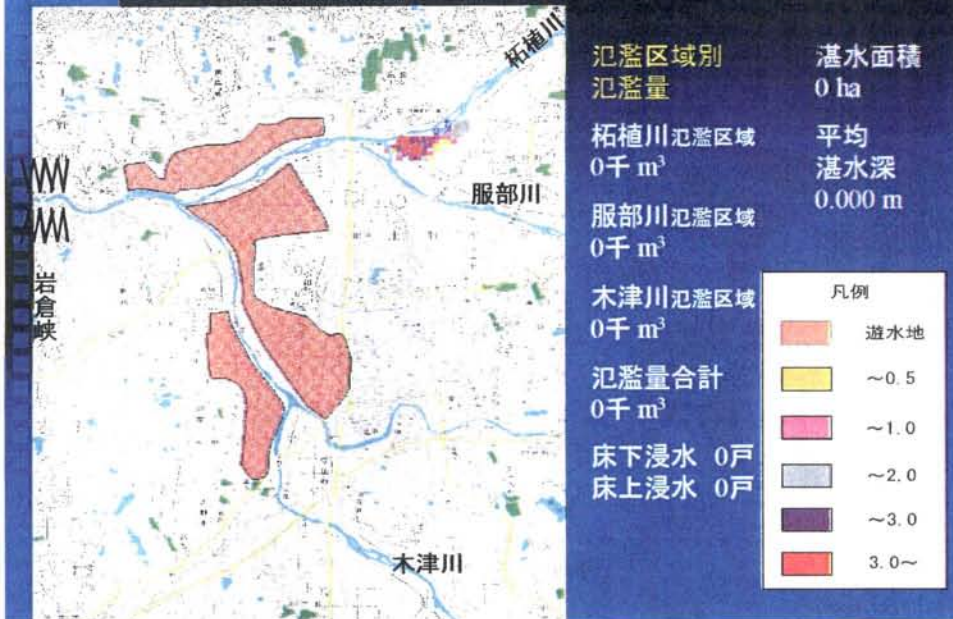 柘植川
服部川
岩倉峡
木津川
氾濫区域別
氾濫量
柘植川氾濫区域
0千 m³
服部川氾濫区域
0千 m³
木津川氾濫区域
0千 m³
氾濫量合計
0千 m³
床下浸水 0戸
床上浸水 0戸
湛水面積
0 ha
平均
湛水深
0.000 m
凡例
遊水地
～0.5
～1.0
～2.0
～3.0
3.0～